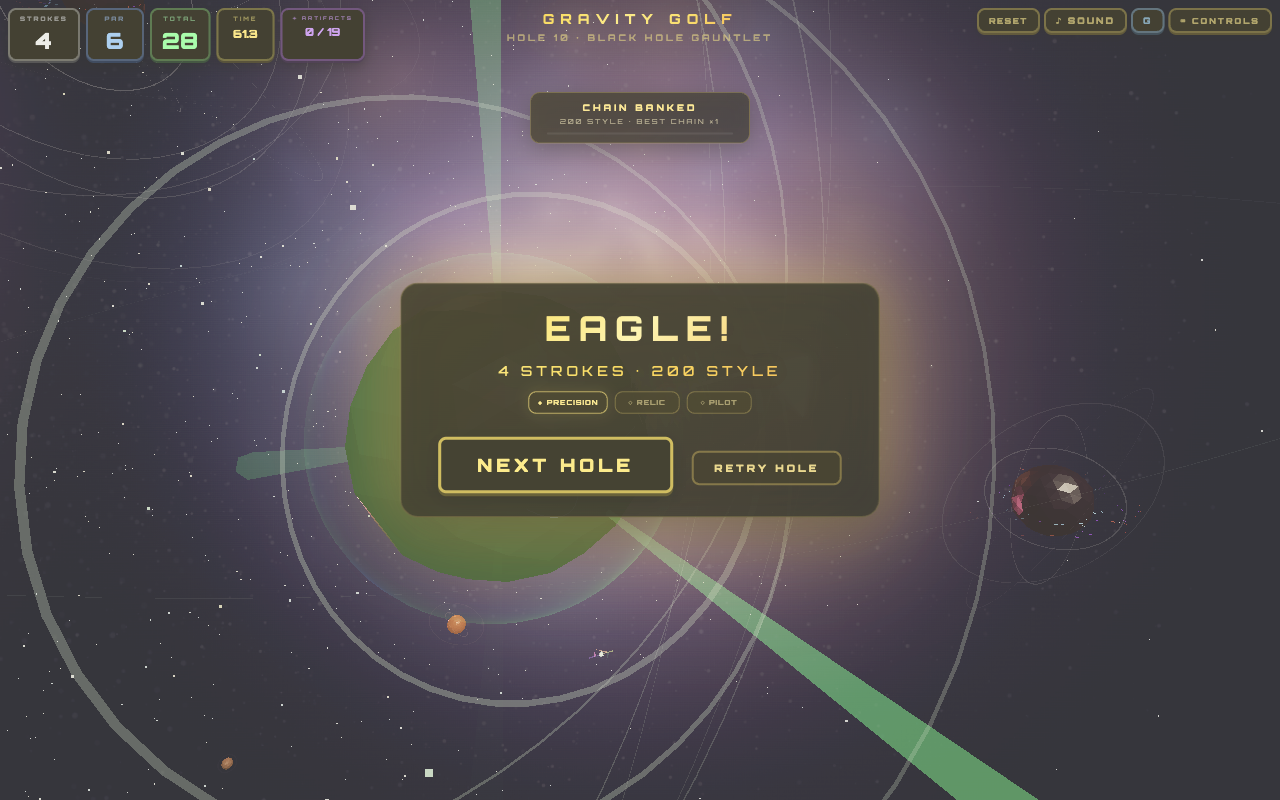 STROKES
4
PAR
6
TOTAL
28
TIME
61.3
ARTIFACTS
0 / 19
GRAVITY GOLF
HOLE 10 · BLACK HOLE GAUNTLET
RESET
♪ SOUND
G
CONTROLS
CHAIN BANKED
200 STYLE · BEST CHAIN ×1
EAGLE!
4 STROKES · 200 STYLE
PRECISION
RELIC
PILOT
NEXT HOLE
RETRY HOLE